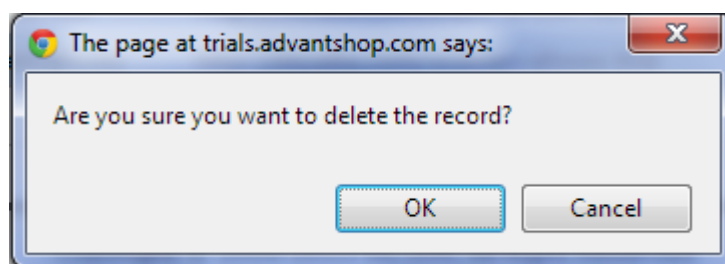 The page at trials.advantshop.com says:
Are you sure you want to delete the record?
OK Cancel